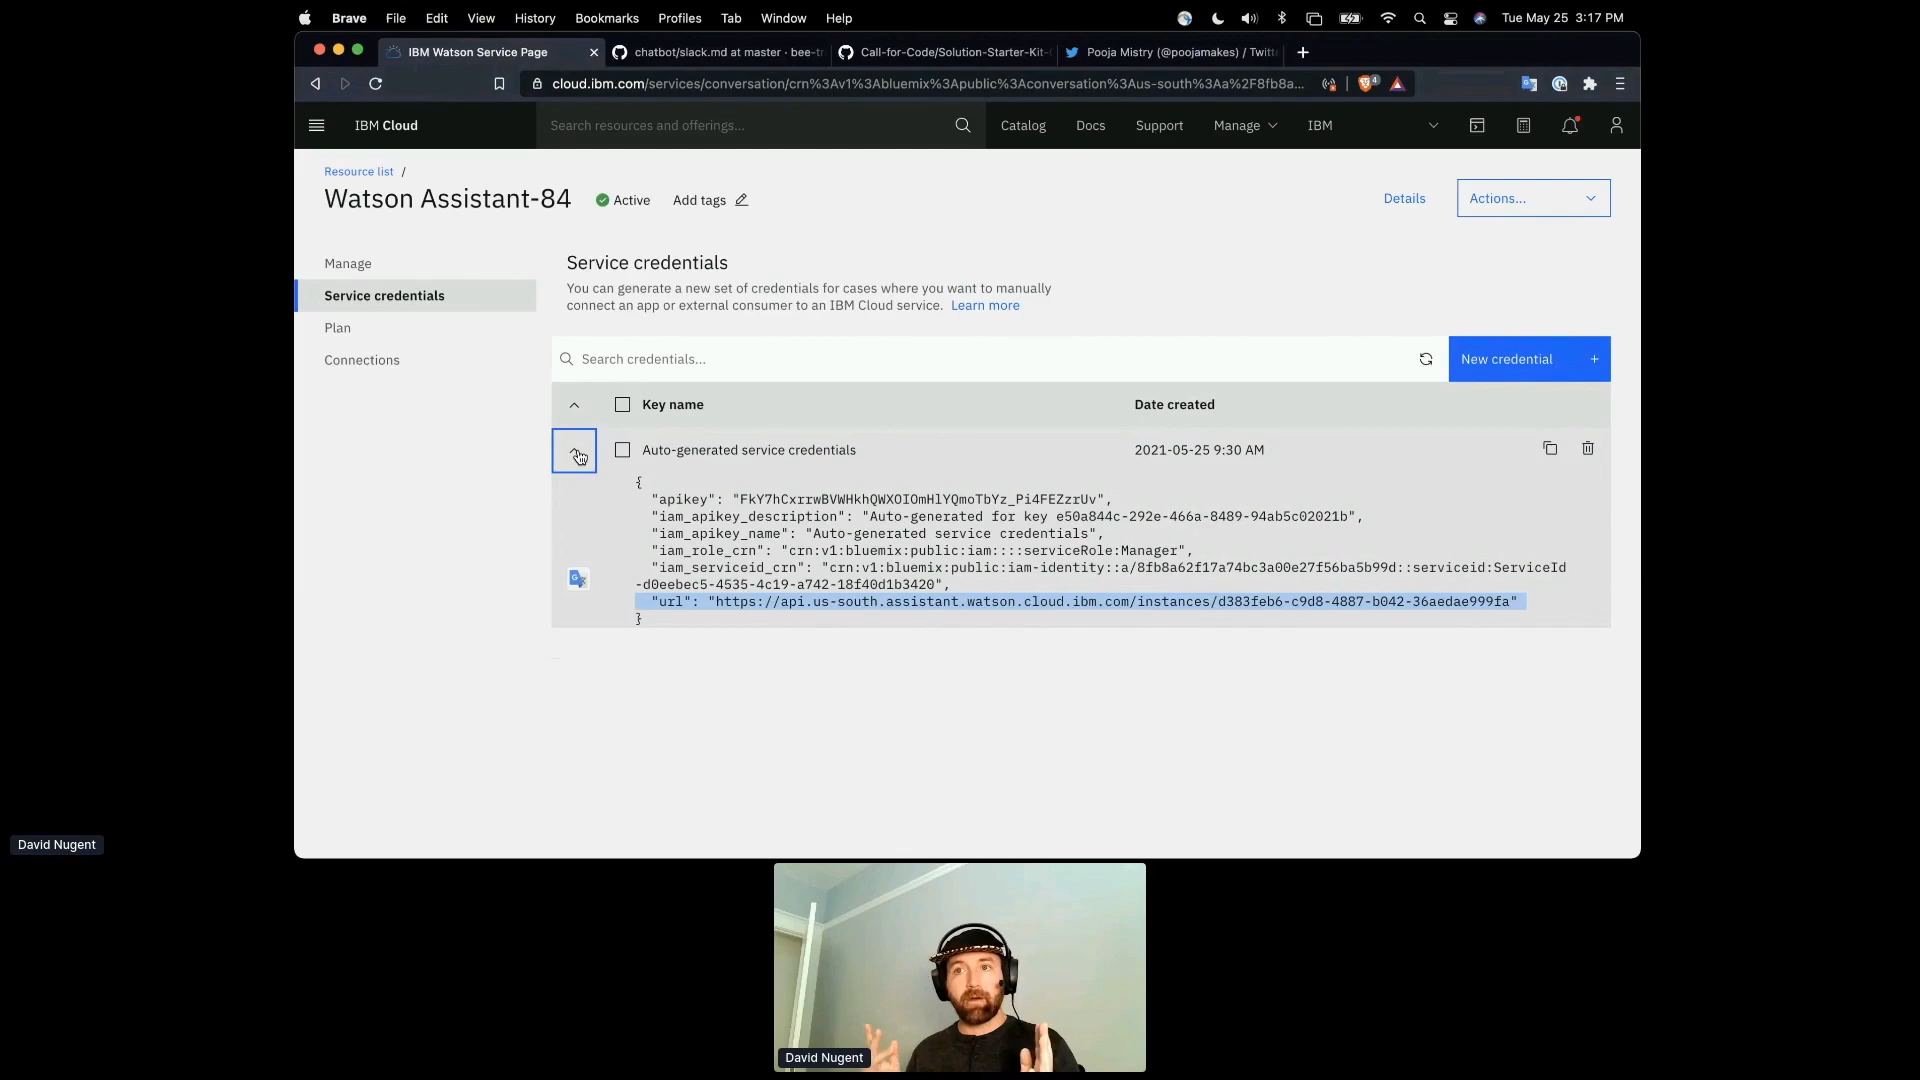 Brave File Edit View History Bookmarks Profiles Tab Window Help Tue May 25 3:17 PM
IBM Watson Service Page chatbot/slack.md at master · bee-tr Call-for-Code/Solution-Starter-Kit- Pooja Mistry (@poojamakes) / Twitt
cloud.ibm.com/services/conversation/crn%3Av1%3Abluemix%3Apublic%3Aconversation%3Aus-south%3Aa%2F8fb8a... 4
IBM Cloud Search resources and offerings... Catalog Docs Support Manage IBM
Resource list /
Watson Assistant-84 Active Add tags Details Actions...
Manage
Service credentials
Plan
Connections
Service credentials
You can generate a new set of credentials for cases where you want to manually
connect an app or external consumer to an IBM Cloud service. Learn more
Search credentials... New credential +
Key name Date created
Auto-generated service credentials 2021-05-25 9:30 AM
{
"apikey": "FkY7hCxrrwBVWHkhQWXOIOmHlYQmoTbYz_Pi4FEZzrUv",
"iam_apikey_description": "Auto-generated for key e50a844c-292e-466a-8489-94ab5c02021b",
"iam_apikey_name": "Auto-generated service credentials",
"iam_role_crn": "crn:v1:bluemix:public:iam::::serviceRole:Manager",
"iam_serviceid_crn": "crn:v1:bluemix:public:iam-identity::a/8fb8a62f17a74bc3a00e27f56ba5b99d::serviceid:ServiceId
-d0eebec5-4535-4c19-a742-18f40d1b3420",
"url": "https://api.us-south.assistant.watson.cloud.ibm.com/instances/d383feb6-c9d8-4887-b042-36aedae999fa"
}
David Nugent
David Nugent